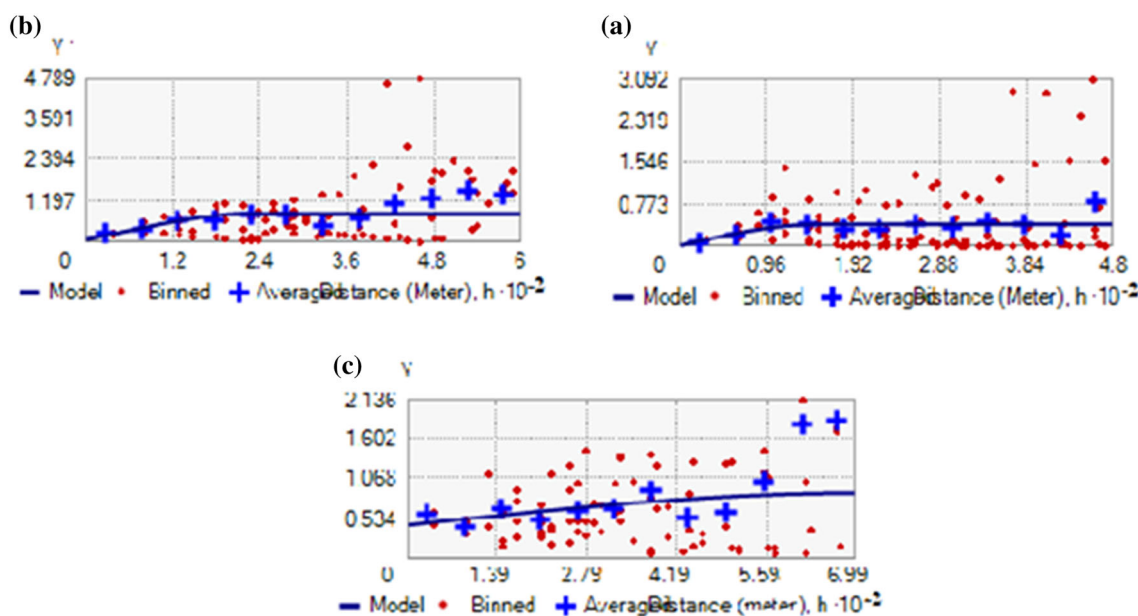 (b)
γ
4.789
3.591
2.394
1.197
0
1.2
2.4
3.6
4.8
6
Model
Binned
Averaged
Distance (Meter), h ·10⁻²
(a)
γ
3.092
2.319
1.546
0.773
0
0.96
1.92
2.88
3.84
4.8
Model
Binned
Averaged
Distance (Meter), h ·10⁻²
(c)
γ
2.136
1.602
1.068
0.534
0
1.39
2.79
4.19
5.59
6.99
Model
Binned
Averaged
Distance (meter), h ·10⁻²